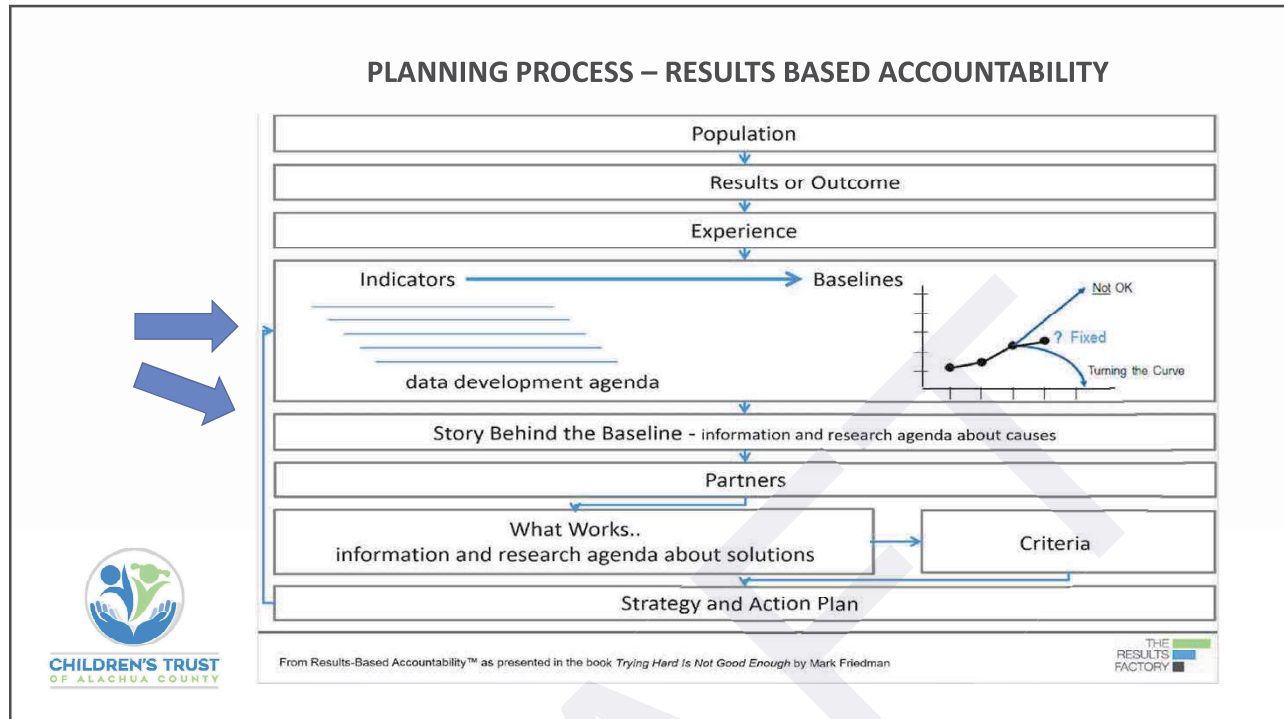 PLANNING PROCESS – RESULTS BASED ACCOUNTABILITY
Population
Results or Outcome
Experience
Indicators
Baselines
Not OK
? Fixed
Turning the Curve
data development agenda
Story Behind the Baseline - information and research agenda about causes
Partners
What Works..
information and research agenda about solutions
Criteria
Strategy and Action Plan
CHILDREN'S TRUST
OF ALACHUA COUNTY
From Results-Based Accountability™ as presented in the book Trying Hard Is Not Good Enough by Mark Friedman
THE
RESULTS
FACTORY